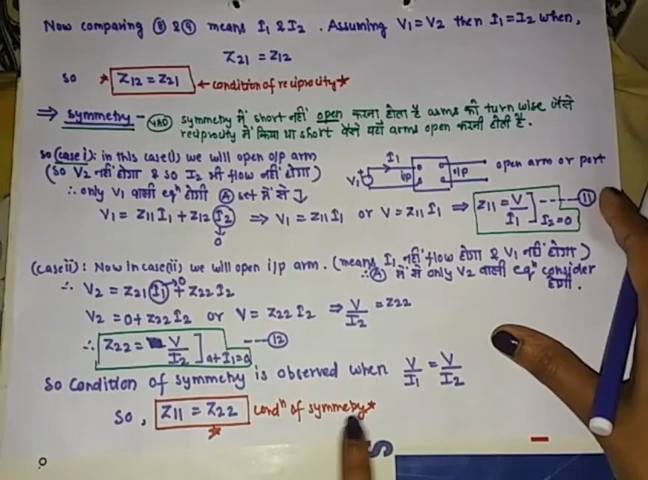 Now comparing ⑧ & ⑨ means I1 & I2 . Assuming V1=V2 then I1=I2 when,
Z21 = Z12
so * Z12 = Z21 ← condition of reciprocity *
⇒ Symmetry - YAD symmetry में short नहीं open करना होता है arms को turn wise जैसे
reciprocity में किया था short वैसे यहाँ arms open करनी होती है.
so (case i): in this case(i) we will open o/p arm
(so V2 नहीं होगा & so I2 भी flow नहीं होगा)
∴ only V1 वाली eqn होगी Ⓐ set में से ↓
I1
V1
i/p
o/p
open arm or port
V1 = Z11 I1 + Z12 I2 ⇒ V1 = Z11 I1 or V = Z11 I1 ⇒ Z11 = V/I1 ] I2=0 --- ⑪
0
(case ii): Now in case(ii) we will open i/p arm. (means I1 नहीं flow होगा & V1 नहीं होगा)
∴ Ⓐ में से only V2 वाली eqn consider होगी.
∴ V2 = Z21 I1 + Z22 I2
0
V2 = 0 + Z22 I2 or V = Z22 I2 ⇒ V/I2 = Z22
∴ Z22 = V/I2 ] at I1=0 --- ⑫
So Condition of symmetry is observed when V/I1 = V/I2
So, Z11 = Z22 condn of symmetry *
*
S